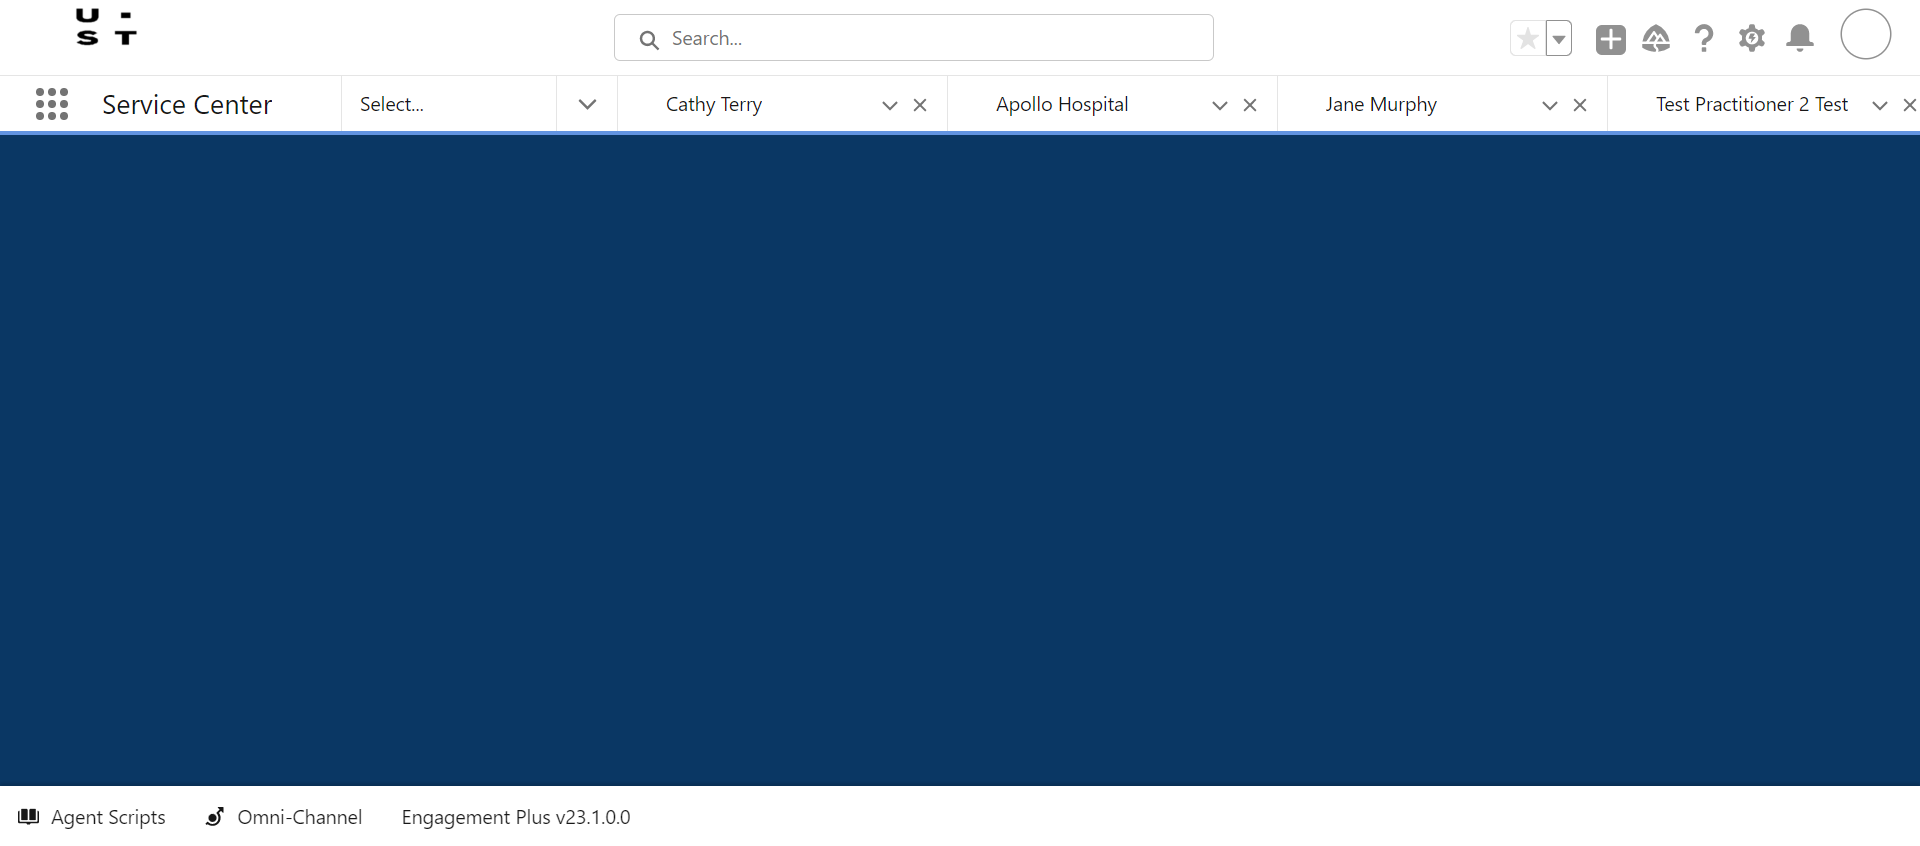 U -
S T
Search...
Service Center
Select...
Cathy Terry
Apollo Hospital
Jane Murphy
Test Practitioner 2 Test
Agent Scripts
Omni-Channel
Engagement Plus v23.1.0.0